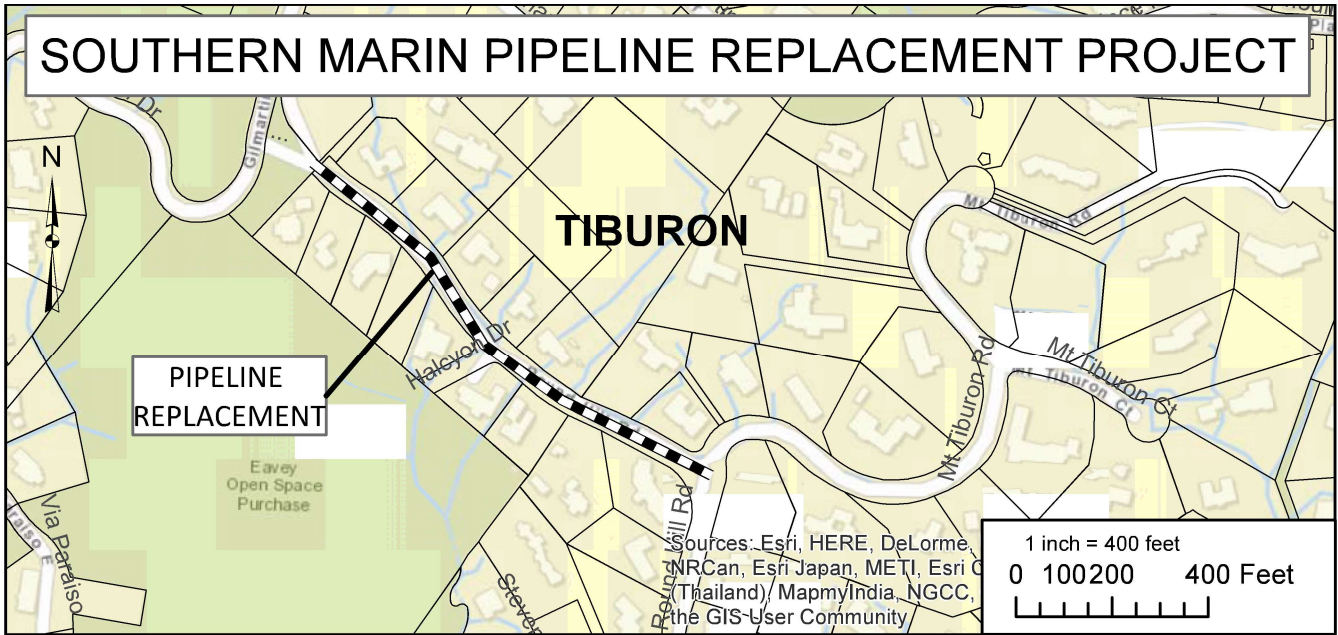 SOUTHERN MARIN PIPELINE REPLACEMENT PROJECT
Dr
Gilmartin
N
TIBURON
Mt Tiburon Rd
Halcyon Dr
PIPELINE
REPLACEMENT
Mt Tiburon Rd
Mt Tiburon Ct
Mt Tiburon Ct
Eavey
Open Space
Purchase
Via Paraiso
Round Hill Rd
Sources: Esri, HERE, DeLorme,
NRCan, Esri Japan, METI, Esri
(Thailand), MapmyIndia, NGCC,
the GIS User Community
1 inch = 400 feet
0 100 200 400 Feet